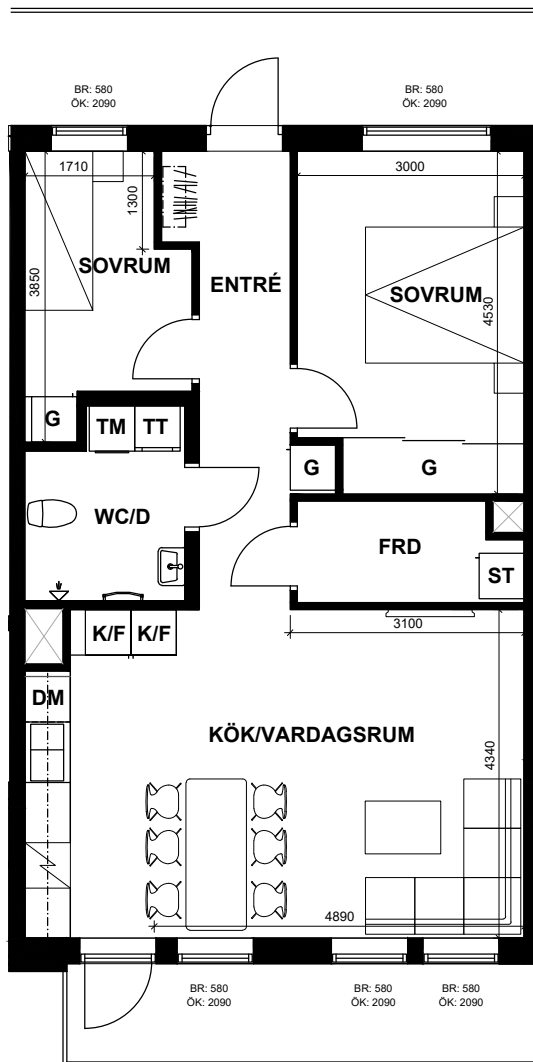 BR: 580
ÖK: 2090
BR: 580
ÖK: 2090
1710
3000
1300
3850
SOVRUM
ENTRÉ
SOVRUM
4530
G
TM
TT
G
G
WC/D
FRD
ST
K/F
K/F
3100
DM
KÖK/VARDAGSRUM
4340
4890
BR: 580
ÖK: 2090
BR: 580
ÖK: 2090
BR: 580
ÖK: 2090